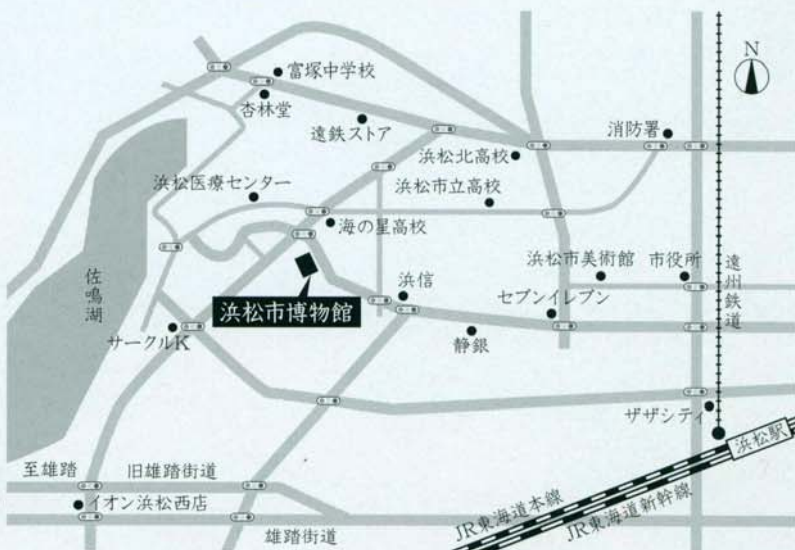 N
富塚中学校
杏林堂
遠鉄ストア
消防署
浜松北高校
浜松医療センター
浜松市立高校
海の星高校
佐鳴湖
浜松市美術館
市役所
遠州鉄道
浜信
セブンイレブン
浜松市博物館
サークルK
静銀
ザザシティ
浜松駅
至雄踏
旧雄踏街道
イオン浜松西店
雄踏街道
JR東海道本線
JR東海道新幹線